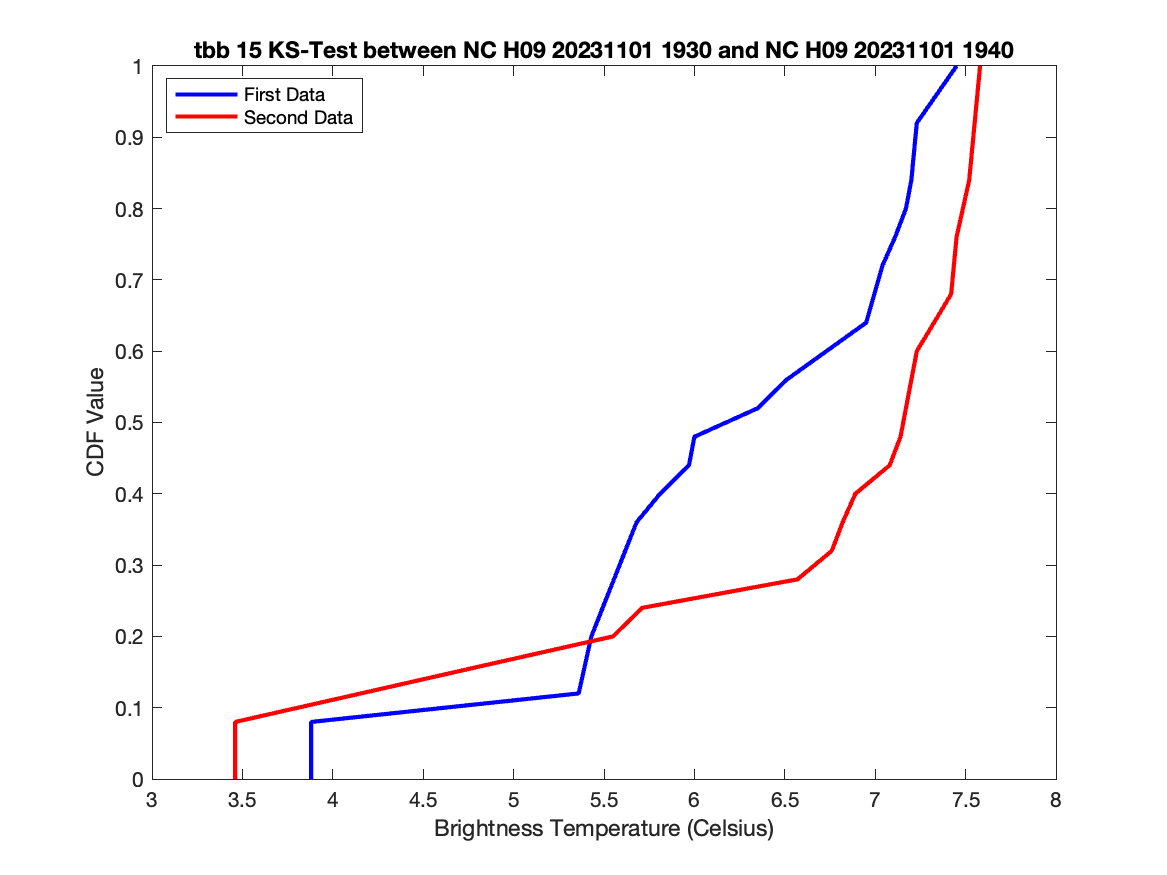 tbb 15 KS-Test between NC H09 20231101 1930 and NC H09 20231101 1940
First Data
Second Data
1
0.9
0.8
0.7
0.6
0.5
0.4
0.3
0.2
0.1
0
CDF Value
3 3.5 4 4.5 5 5.5 6 6.5 7 7.5 8
Brightness Temperature (Celsius)